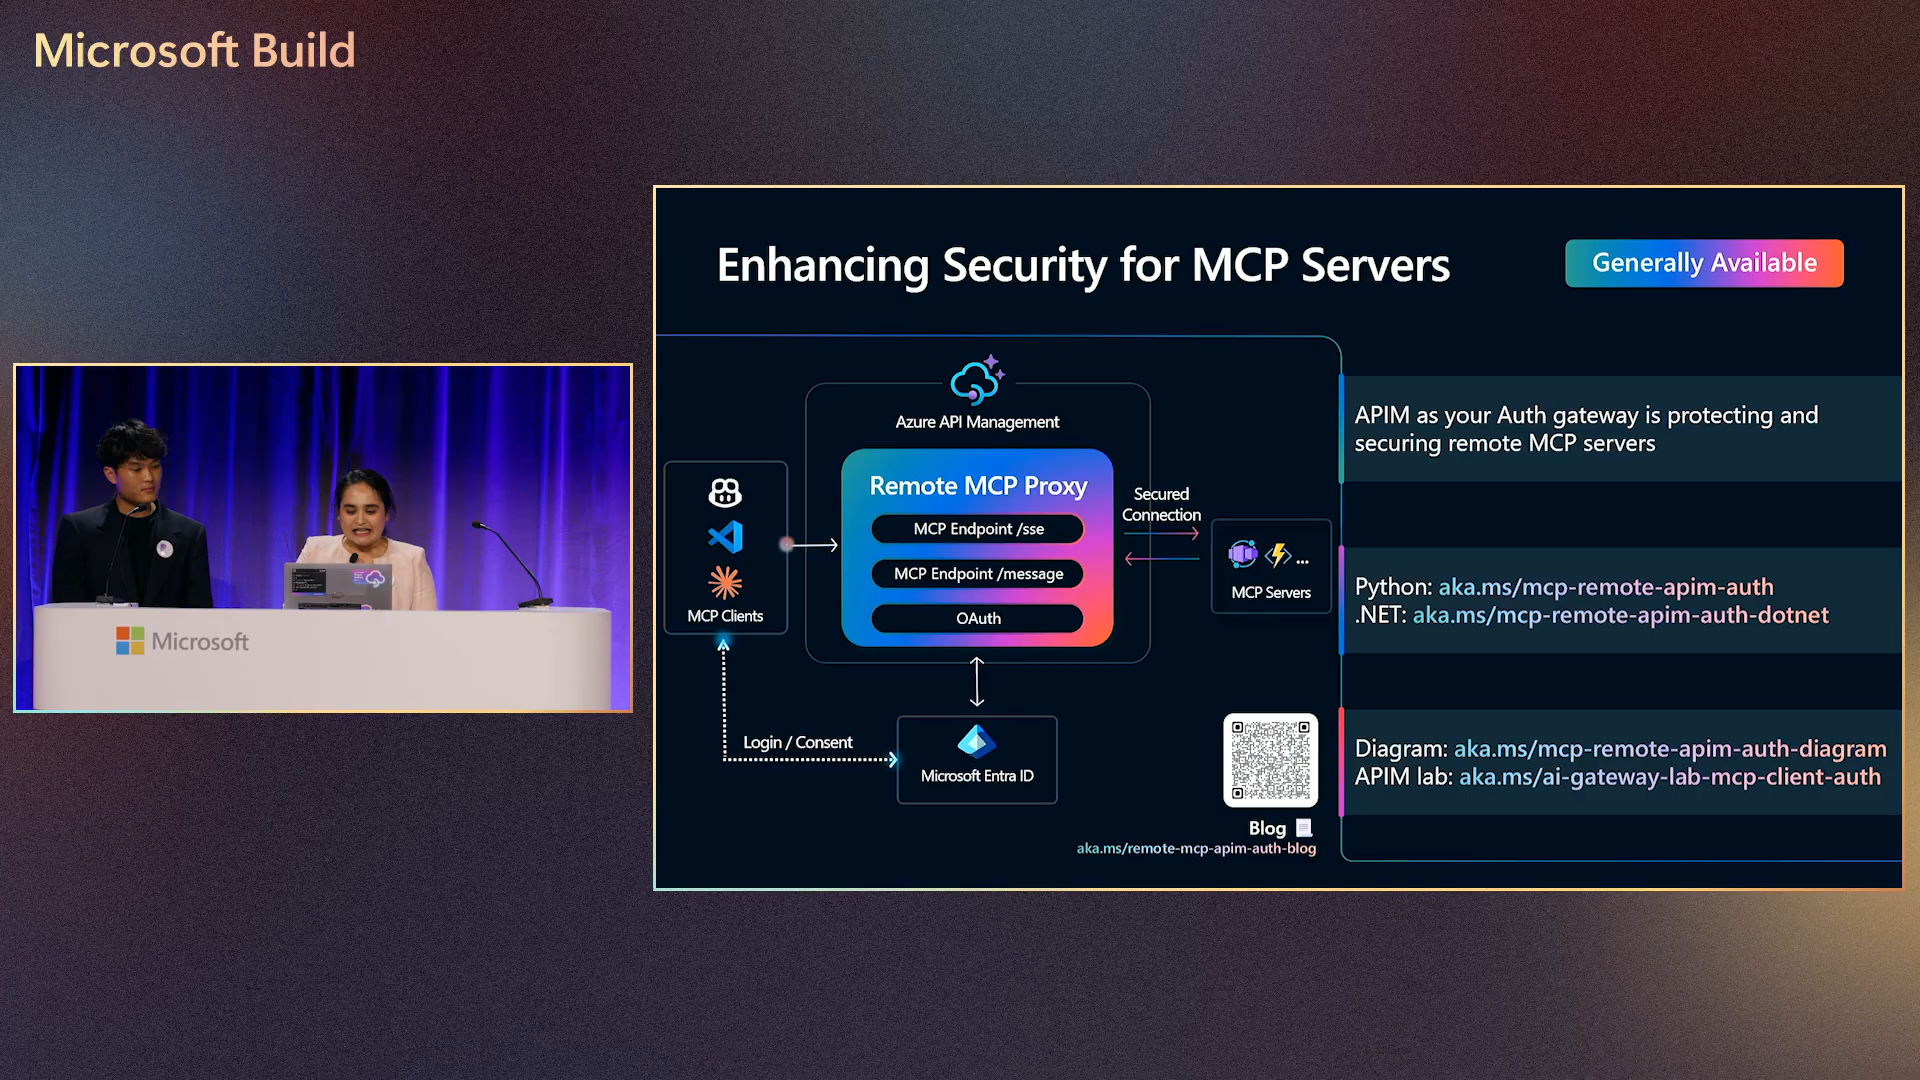 Microsoft Build
Enhancing Security for MCP Servers
Generally Available
Azure API Management
Remote MCP Proxy
MCP Endpoint /sse
MCP Endpoint /message
OAuth
MCP Clients
Secured
Connection
MCP Servers
Login / Consent
Microsoft Entra ID
Blog
aka.ms/remote-mcp-apim-auth-blog
APIM as your Auth gateway is protecting and
securing remote MCP servers
Python: aka.ms/mcp-remote-apim-auth
.NET: aka.ms/mcp-remote-apim-auth-dotnet
Diagram: aka.ms/mcp-remote-apim-auth-diagram
APIM lab: aka.ms/ai-gateway-lab-mcp-client-auth
Microsoft